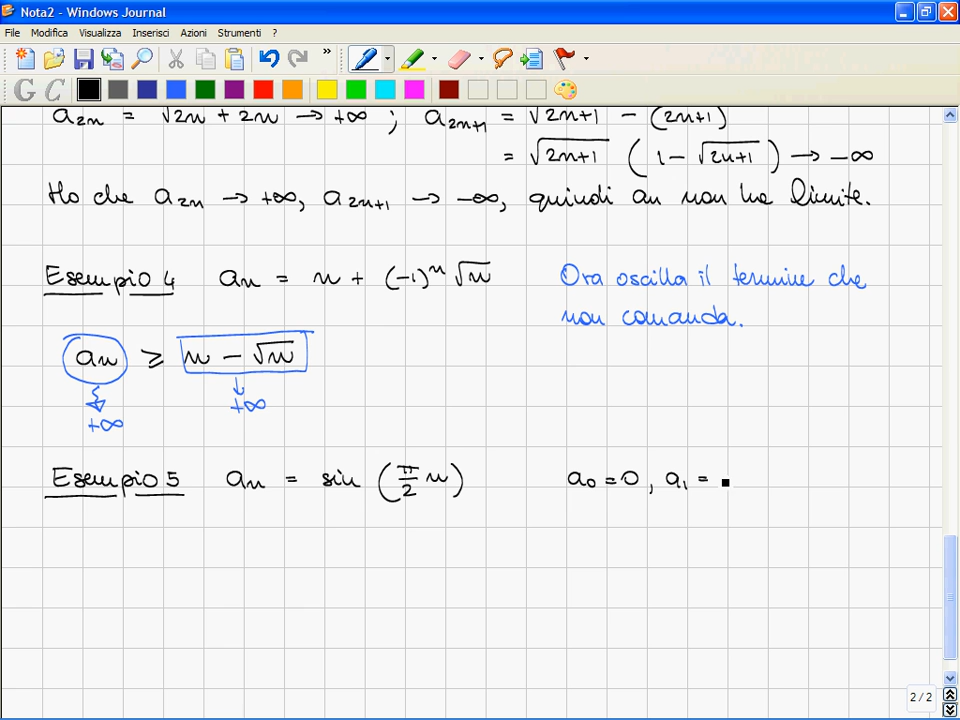 Nota2 - Windows Journal
File Modifica Visualizza Inserisci Azioni Strumenti ?
»
G C
a₂ₙ = √2n + 2n → +∞ ; a₂ₙ₊₁ = √2n+1 - (2n+1)
= √2n+1 (1 - √2n+1) → -∞
Ho che a₂ₙ → +∞, a₂ₙ₊₁ → -∞, quindi an non ha limite.
Esempio 4 aₙ = n + (-1)ⁿ √n Ora oscilla il termine che
non comanda.
aₙ ≥ n - √n
+∞
+∞
Esempio 5 aₙ = sin (π/2 n) a₀ = 0, a₁ =
2 / 2